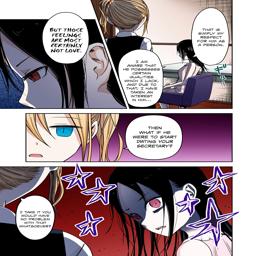 THAT IS
SIMPLY MY
RESPECT
FOR HIM AS
A PERSON.
I AM
AWARE THAT
HE POSSESSES
CERTAIN
QUALITIES
WHICH I LACK,
AND DUE TO
THAT, I HAVE
TAKEN AN
INTEREST
IN HIM...
BUT THOSE
FEELINGS
ARE MOST
CERTAINLY
NOT LOVE.
THEN
WHAT IF
HE WERE
TO START
DATING YOUR
SECRETARY?
I TAKE IT YOU
WOULD HAVE
NO PROBLEM
WITH THAT
WHATSOEVER?